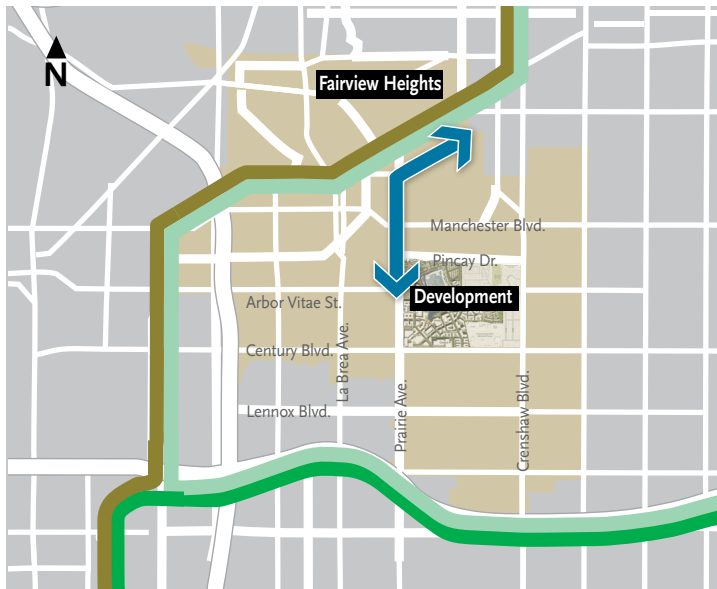 N
Fairview Heights
Manchester Blvd.
Pincay Dr.
Development
Arbor Vitae St.
Century Blvd.
La Brea Ave.
Lennox Blvd.
Prairie Ave.
Crenshaw Blvd.